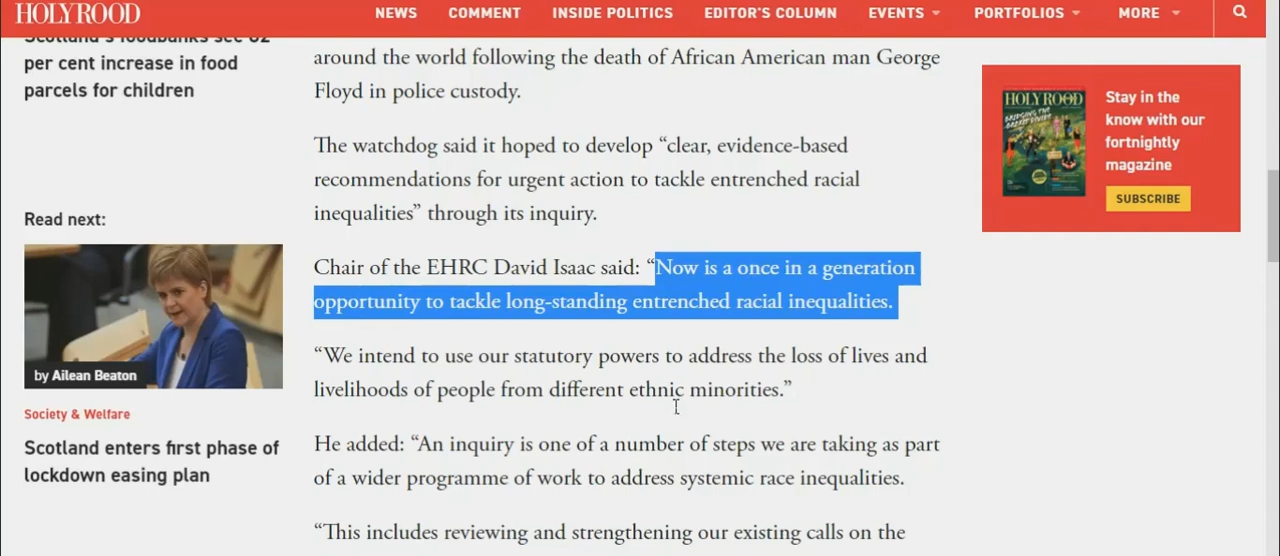 HOLYROOD
NEWS COMMENT INSIDE POLITICS EDITOR'S COLUMN EVENTS PORTFOLIOS MORE
Scotland's foodbanks see 62
per cent increase in food
parcels for children
Read next:
by Ailean Beaton
Society & Welfare
Scotland enters first phase of
lockdown easing plan
around the world following the death of African American man George
Floyd in police custody.
The watchdog said it hoped to develop “clear, evidence-based
recommendations for urgent action to tackle entrenched racial
inequalities” through its inquiry.
Chair of the EHRC David Isaac said: “Now is a once in a generation
opportunity to tackle long-standing entrenched racial inequalities.
“We intend to use our statutory powers to address the loss of lives and
livelihoods of people from different ethnic minorities.”
He added: “An inquiry is one of a number of steps we are taking as part
of a wider programme of work to address systemic race inequalities.
“This includes reviewing and strengthening our existing calls on the
HOLYROOD
Stay in the
know with our
fortnightly
magazine
SUBSCRIBE